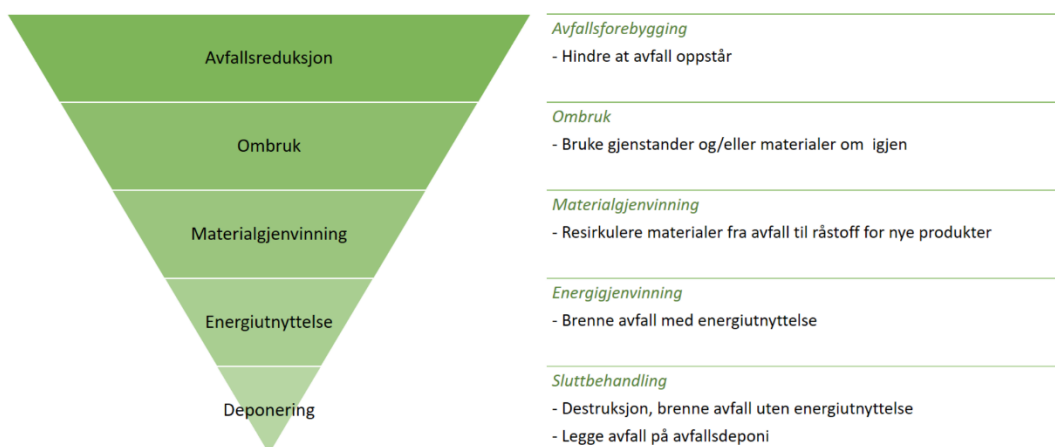 Avfallsreduksjon
Avfallsforebygging
- Hindre at avfall oppstår
Ombruk
Ombruk
- Bruke gjenstander og/eller materialer om igjen
Materialgjenvinning
Materialgjenvinning
- Resirkulere materialer fra avfall til råstoff for nye produkter
Energiutnyttelse
Energigjenvinning
- Brenne avfall med energiutnyttelse
Deponering
Sluttbehandling
- Destruksjon, brenne avfall uten energiutnyttelse
- Legge avfall på avfallsdeponi